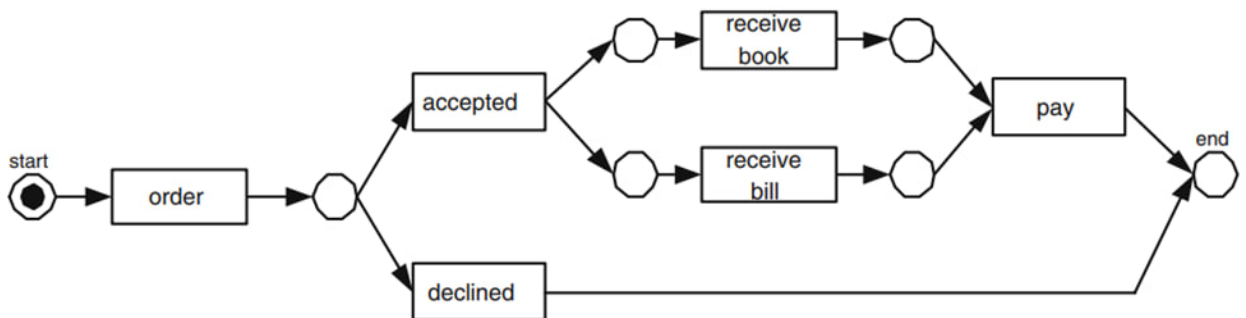 start
order
accepted
declined
receive
book
receive
bill
pay
end